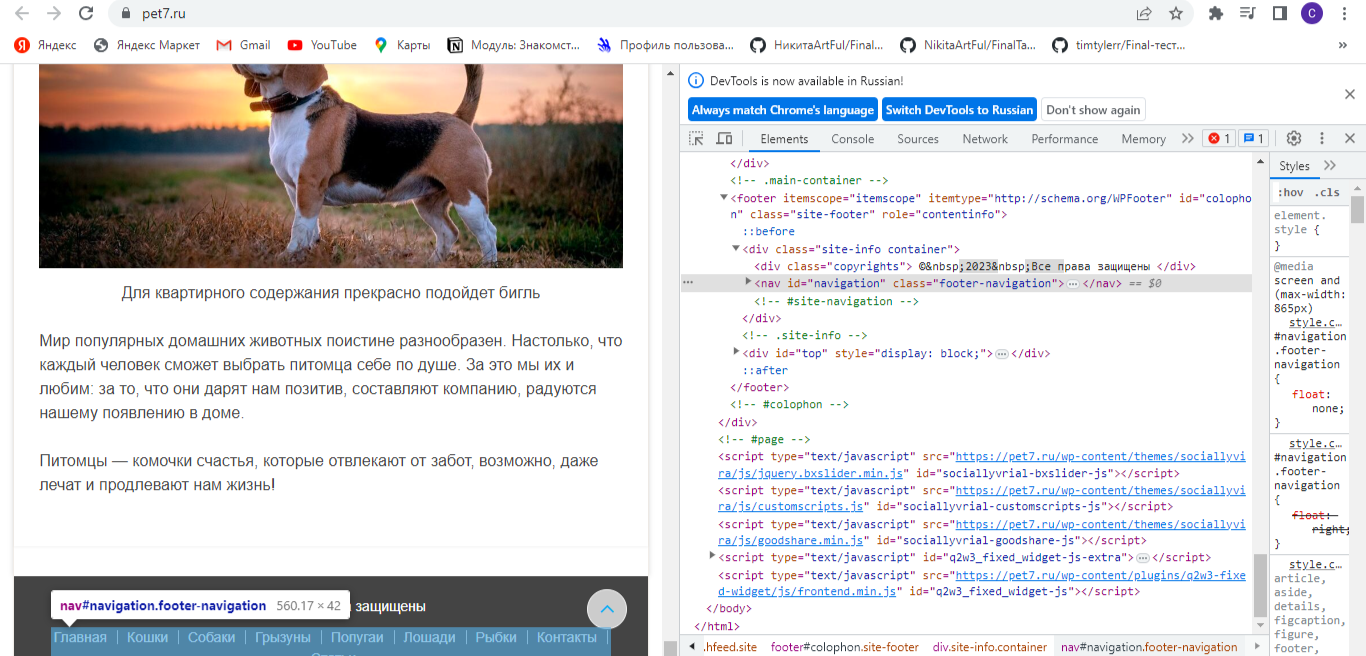 pet7.ru
C
Яндекс
Яндекс Маркет
Gmail
YouTube
Карты
Модуль: Знакомст...
Профиль пользова...
НикитаArtFul/Final...
NikitaArtFul/FinalTa...
timtylerr/Final-тест...
»
Для квартирного содержания прекрасно подойдет бигль
Мир популярных домашних животных поистине разнообразен. Настолько, что
каждый человек сможет выбрать питомца себе по душе. За это мы их и
любим: за то, что они дарят нам позитив, составляют компанию, радуются
нашему появлению в доме.
Питомцы — комочки счастья, которые отвлекают от забот, возможно, даже
лечат и продлевают нам жизнь!
nav#navigation.footer-navigation 560.17 × 42
защищены
Главная | Кошки | Собаки | Грызуны | Попугаи | Лошади | Рыбки | Контакты |
DevTools is now available in Russian!
Always match Chrome's language
Switch DevTools to Russian
Don't show again
Elements Console Sources Network Performance Memory » 1 1
</div>
<!-- .main-container -->
<footer itemscope="itemscope" itemtype="http://schema.org/WPFooter" id="colopho
n" class="site-footer" role="contentinfo">
::before
<div class="site-info container">
<div class="copyrights"> ©&nbsp;2023&nbsp;Все права защищены </div>
<nav id="navigation" class="footer-navigation">…</nav> == $0
<!-- #site-navigation -->
</div>
<!-- .site-info -->
<div id="top" style="display: block;">…</div>
::after
</footer>
<!-- #colophon -->
</div>
<!-- #page -->
<script type="text/javascript" src="https://pet7.ru/wp-content/themes/sociallyvi
ra/js/jquery.bxslider.min.js" id="sociallyvrial-bxslider-js"></script>
<script type="text/javascript" src="https://pet7.ru/wp-content/themes/sociallyvi
ra/js/customscripts.js" id="sociallyvrial-customscripts-js"></script>
<script type="text/javascript" src="https://pet7.ru/wp-content/themes/sociallyvi
ra/js/goodshare.min.js" id="sociallyvrial-goodshare-js"></script>
<script type="text/javascript" id="q2w3_fixed_widget-js-extra">…</script>
<script type="text/javascript" src="https://pet7.ru/wp-content/plugins/q2w3-fixe
d-widget/js/frontend.min.js" id="q2w3_fixed_widget-js"></script>
</body>
</html>
.hfeed.site footer#colophon.site-footer div.site-info.container nav#navigation.footer-navigation
Styles »
:hov .cls
element.
style {
}
@media
screen and
(max-width:
865px)
style.c…
#navigation
.footer-
navigation
{
float:
none;
}
style.c…
#navigation
.footer-
navigation
{
float:
right;
}
style.c…
article,
aside,
details,
figcaption,
figure,
footer,